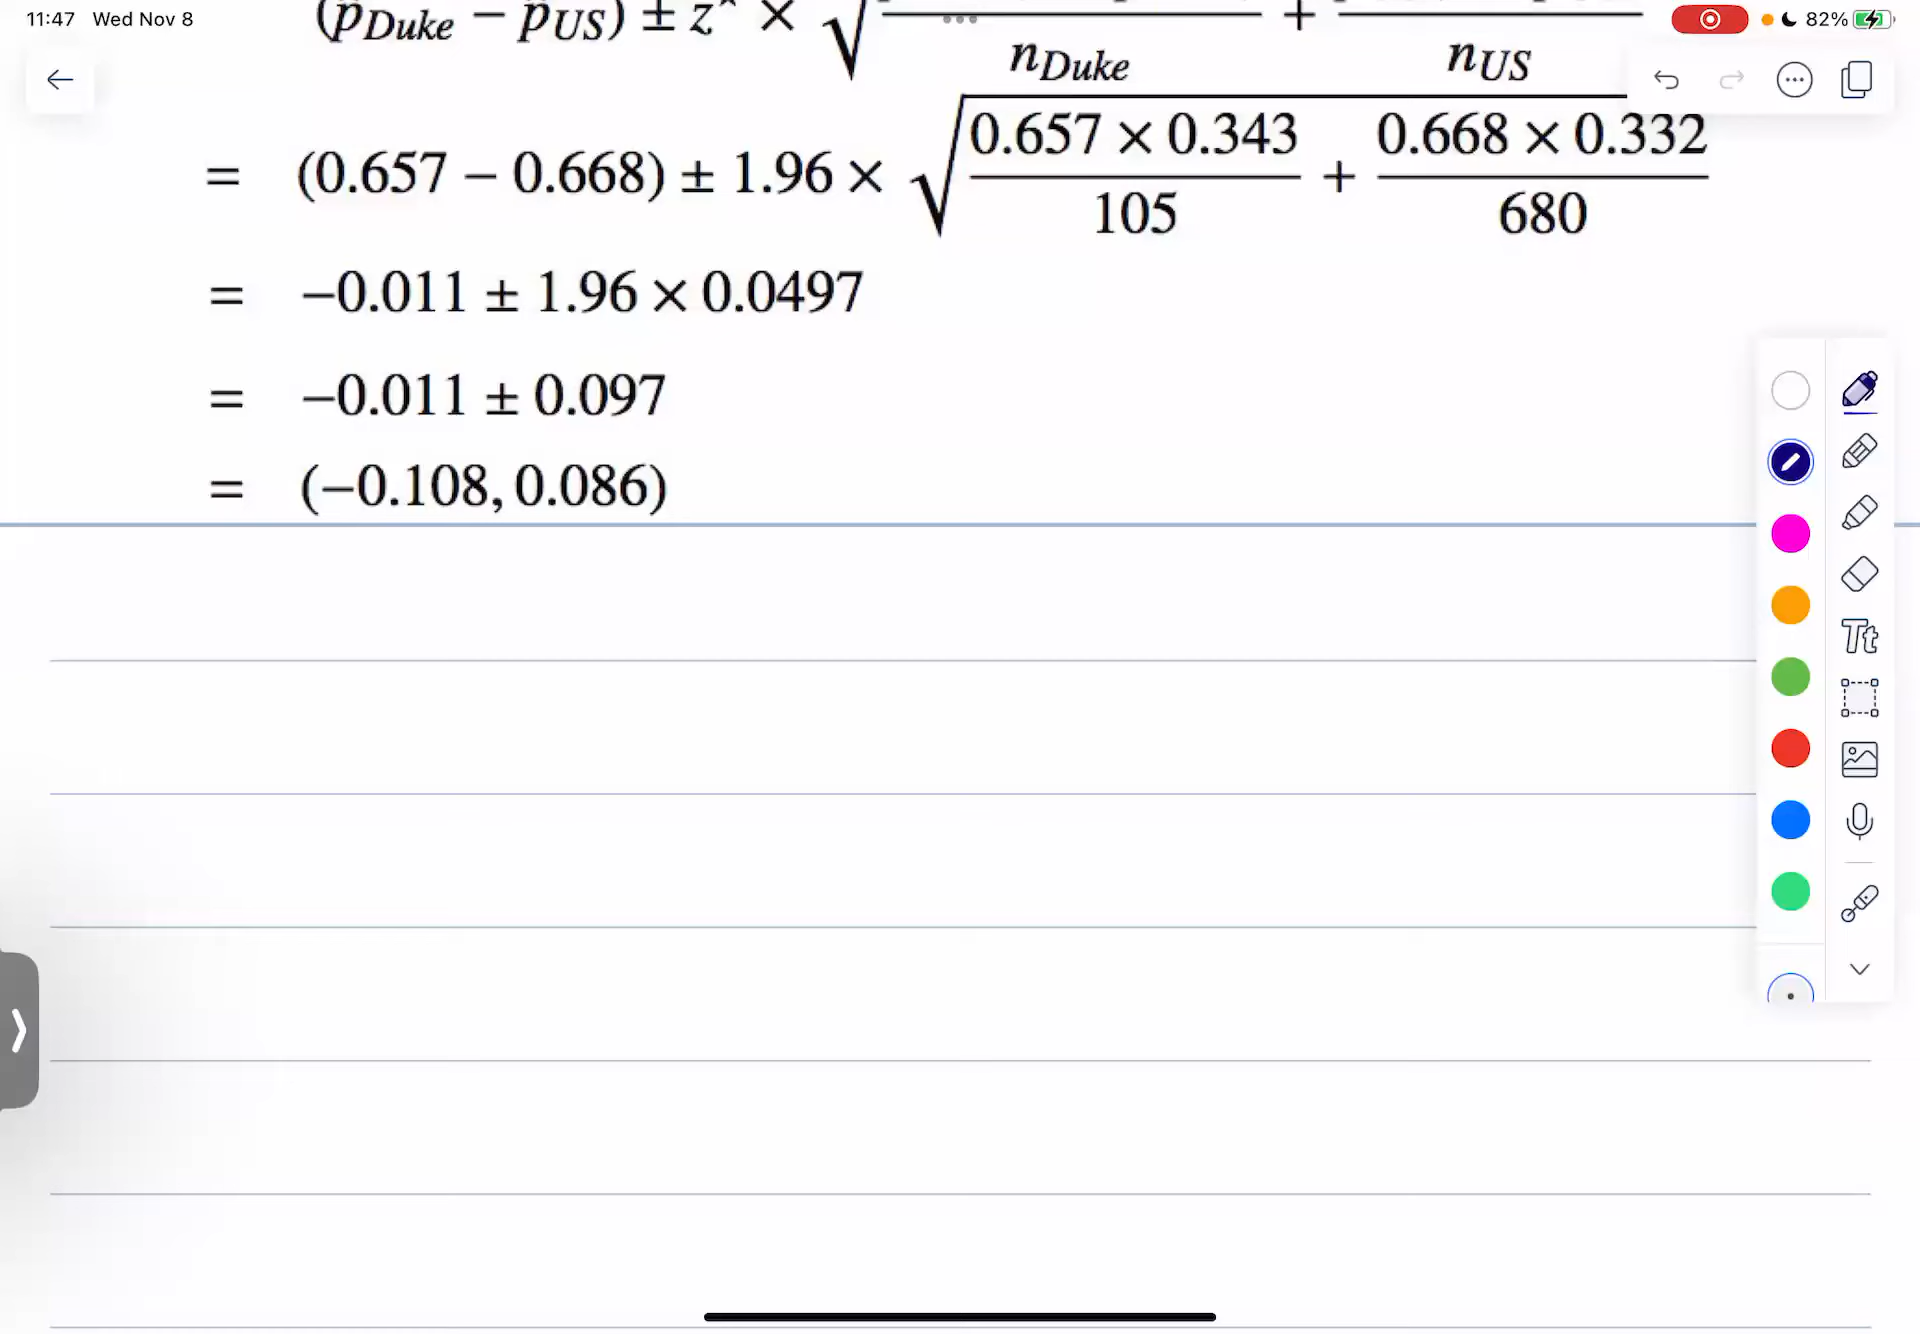 11:47 Wed Nov 8 82%
(p̂Duke − p̂US) ± z* × √ nDuke + nUS
= (0.657 − 0.668) ± 1.96 × √ 0.657 × 0.343 / 105 + 0.668 × 0.332 / 680
= −0.011 ± 1.96 × 0.0497
= −0.011 ± 0.097
= (−0.108, 0.086)
Tt